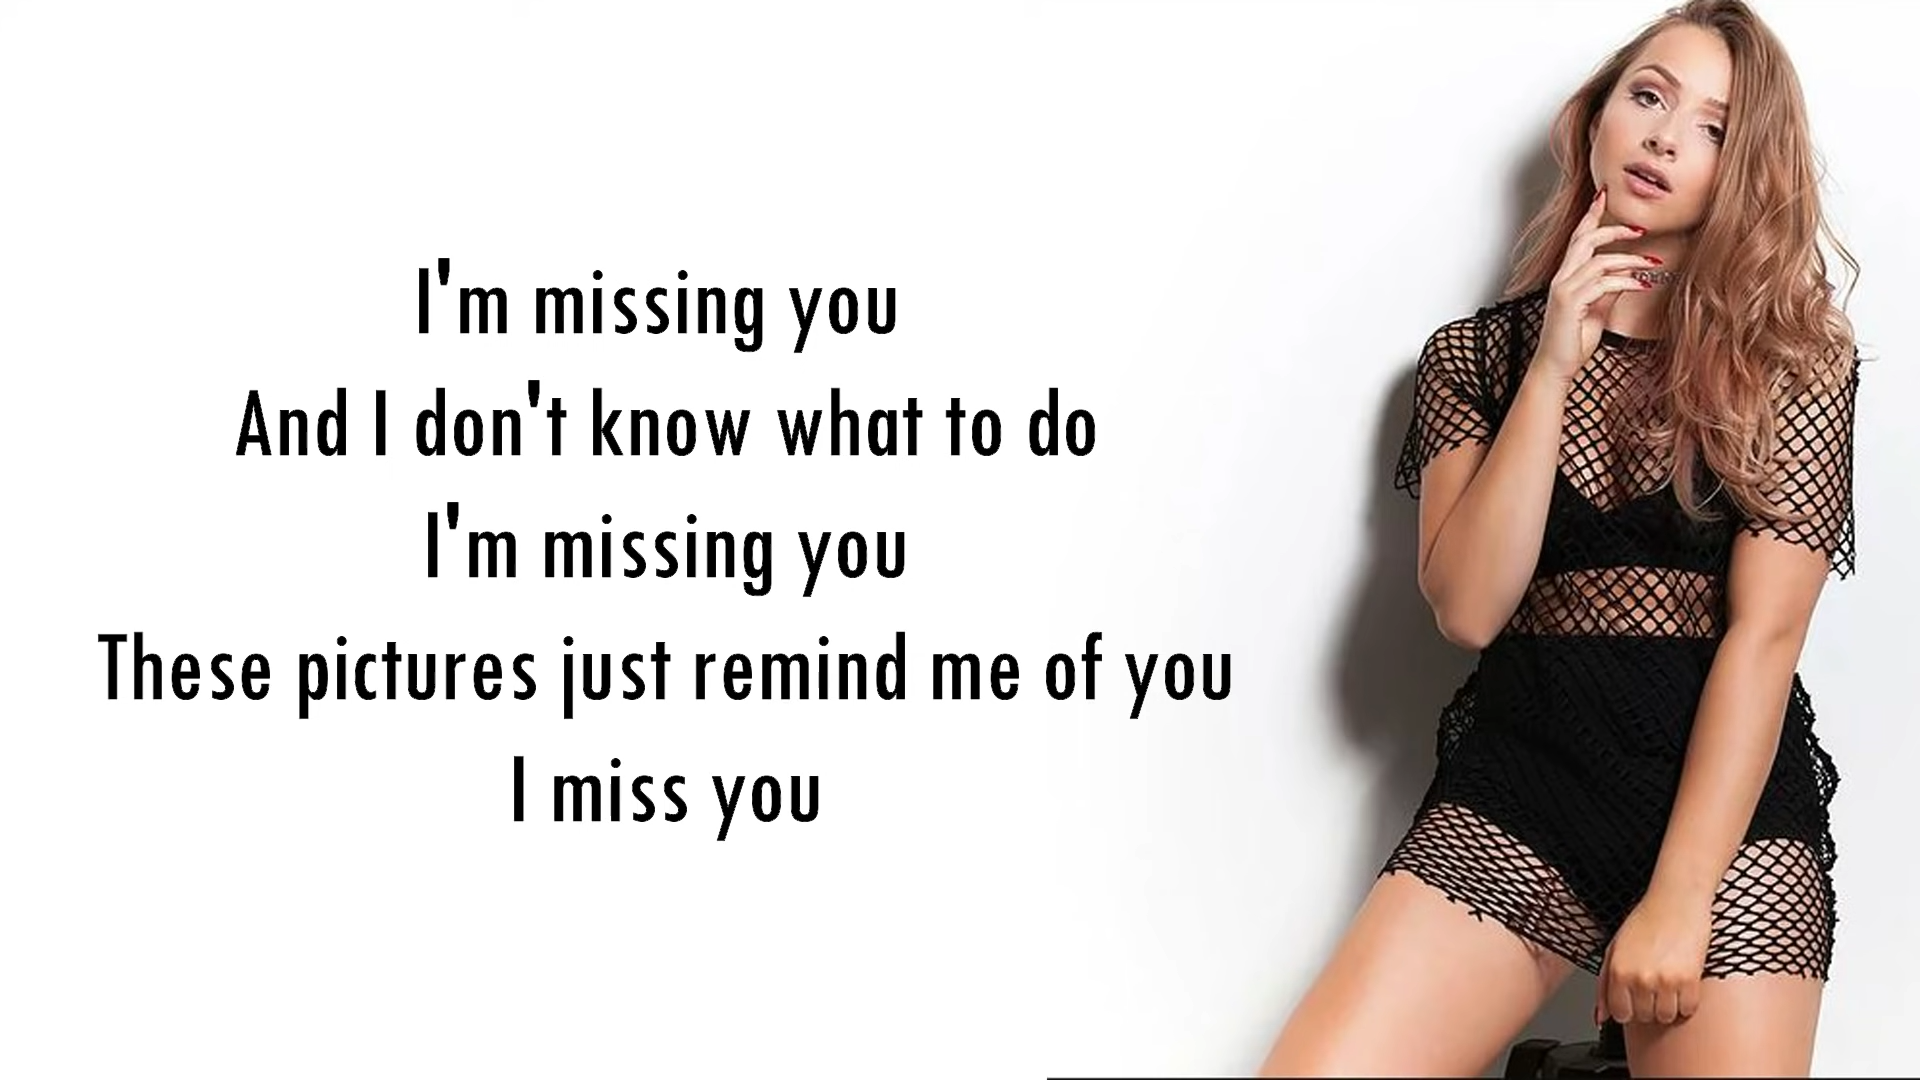 I'm missing you
And I don't know what to do
I'm missing you
These pictures just remind me of you
I miss you